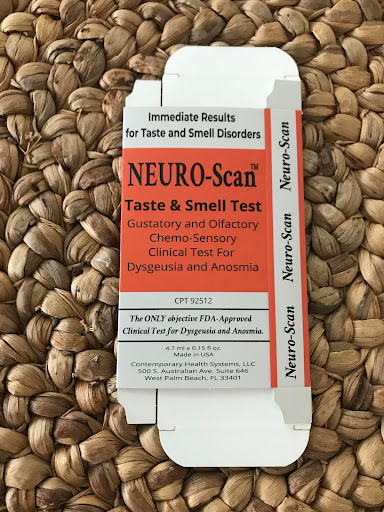 Immediate Results
for Taste and Smell Disorders
NEURO-Scan™
Taste & Smell Test
Gustatory and Olfactory
Chemo-Sensory
Clinical Test For
Dysgeusia and Anosmia
CPT 92512
The ONLY objective FDA-Approved
Clinical Test for Dysgeusia and Anosmia.
4.7 ml e 0.15 fl oz.
Made in USA
Contemporary Health Systems, LLC
500 S. Australian Ave. Suite 646
West Palm Beach, FL 33401
Neuro-Scan
Neuro-Scan
Neuro-Scan